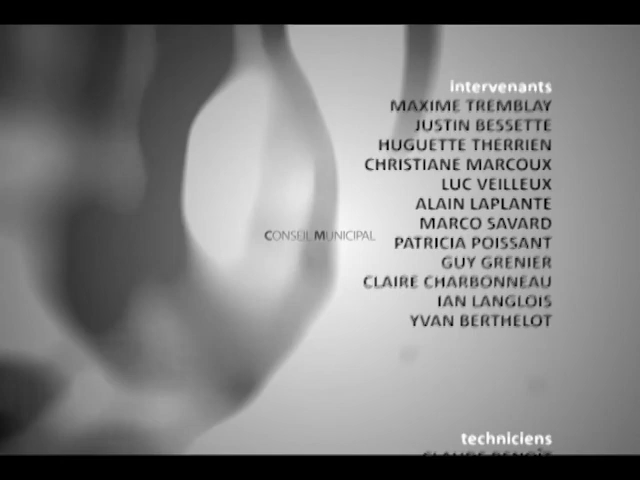 intervenants
MAXIME TREMBLAY
JUSTIN BESSETTE
HUGUETTE THERRIEN
CHRISTIANE MARCOUX
LUC VEILLEUX
ALAIN LAPLANTE
MARCO SAVARD
CONSEIL MUNICIPAL
PATRICIA POISSANT
GUY GRENIER
CLAIRE CHARBONNEAU
IAN LANGLOIS
YVAN BERTHELOT
techniciens